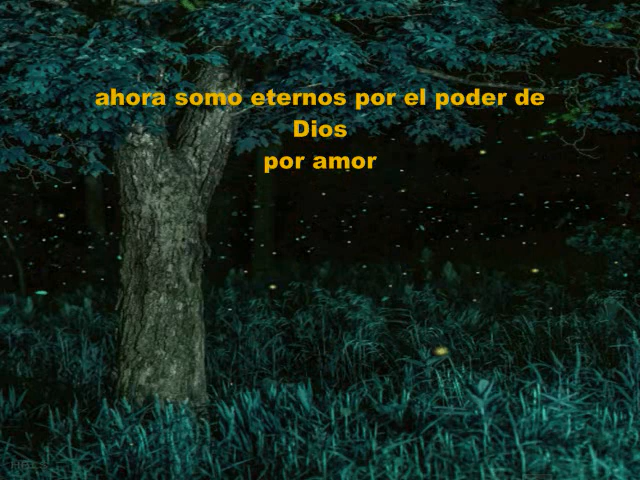 ahora somo eternos por el poder de
Dios
por amor